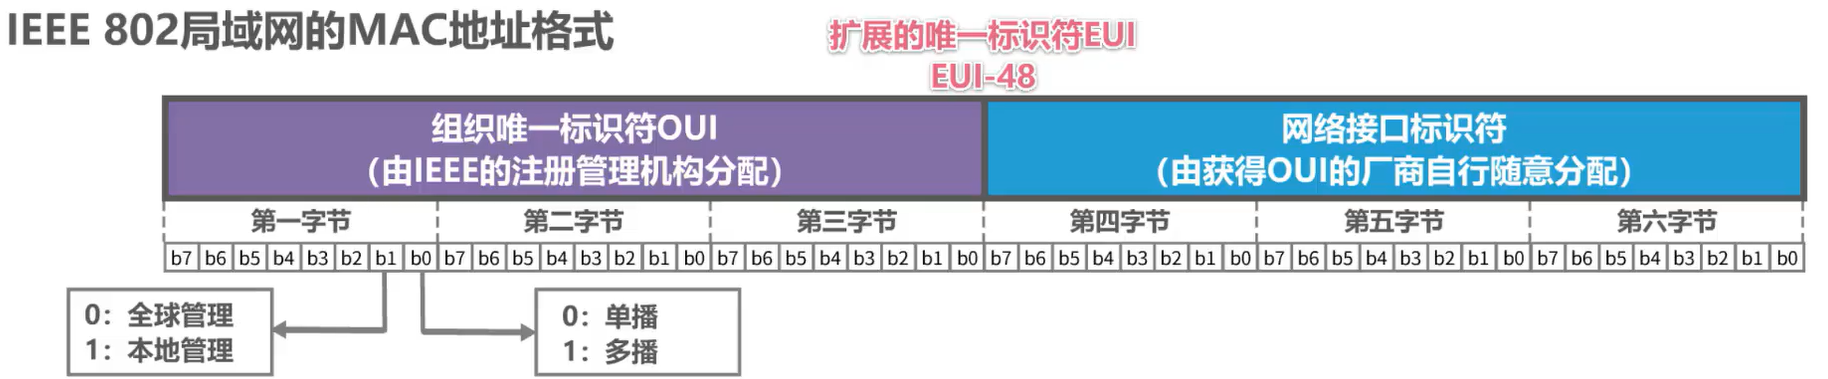 IEEE 802局域网的MAC地址格式
扩展的唯一标识符EUI
EUI-48
组织唯一标识符OUI
（由IEEE的注册管理机构分配）
网络接口标识符
（由获得OUI的厂商自行随意分配）
第一字节 第二字节 第三字节 第四字节 第五字节 第六字节
b7 b6 b5 b4 b3 b2 b1 b0 b7 b6 b5 b4 b3 b2 b1 b0 b7 b6 b5 b4 b3 b2 b1 b0 b7 b6 b5 b4 b3 b2 b1 b0 b7 b6 b5 b4 b3 b2 b1 b0 b7 b6 b5 b4 b3 b2 b1 b0
0：全球管理
1：本地管理
0：单播
1：多播